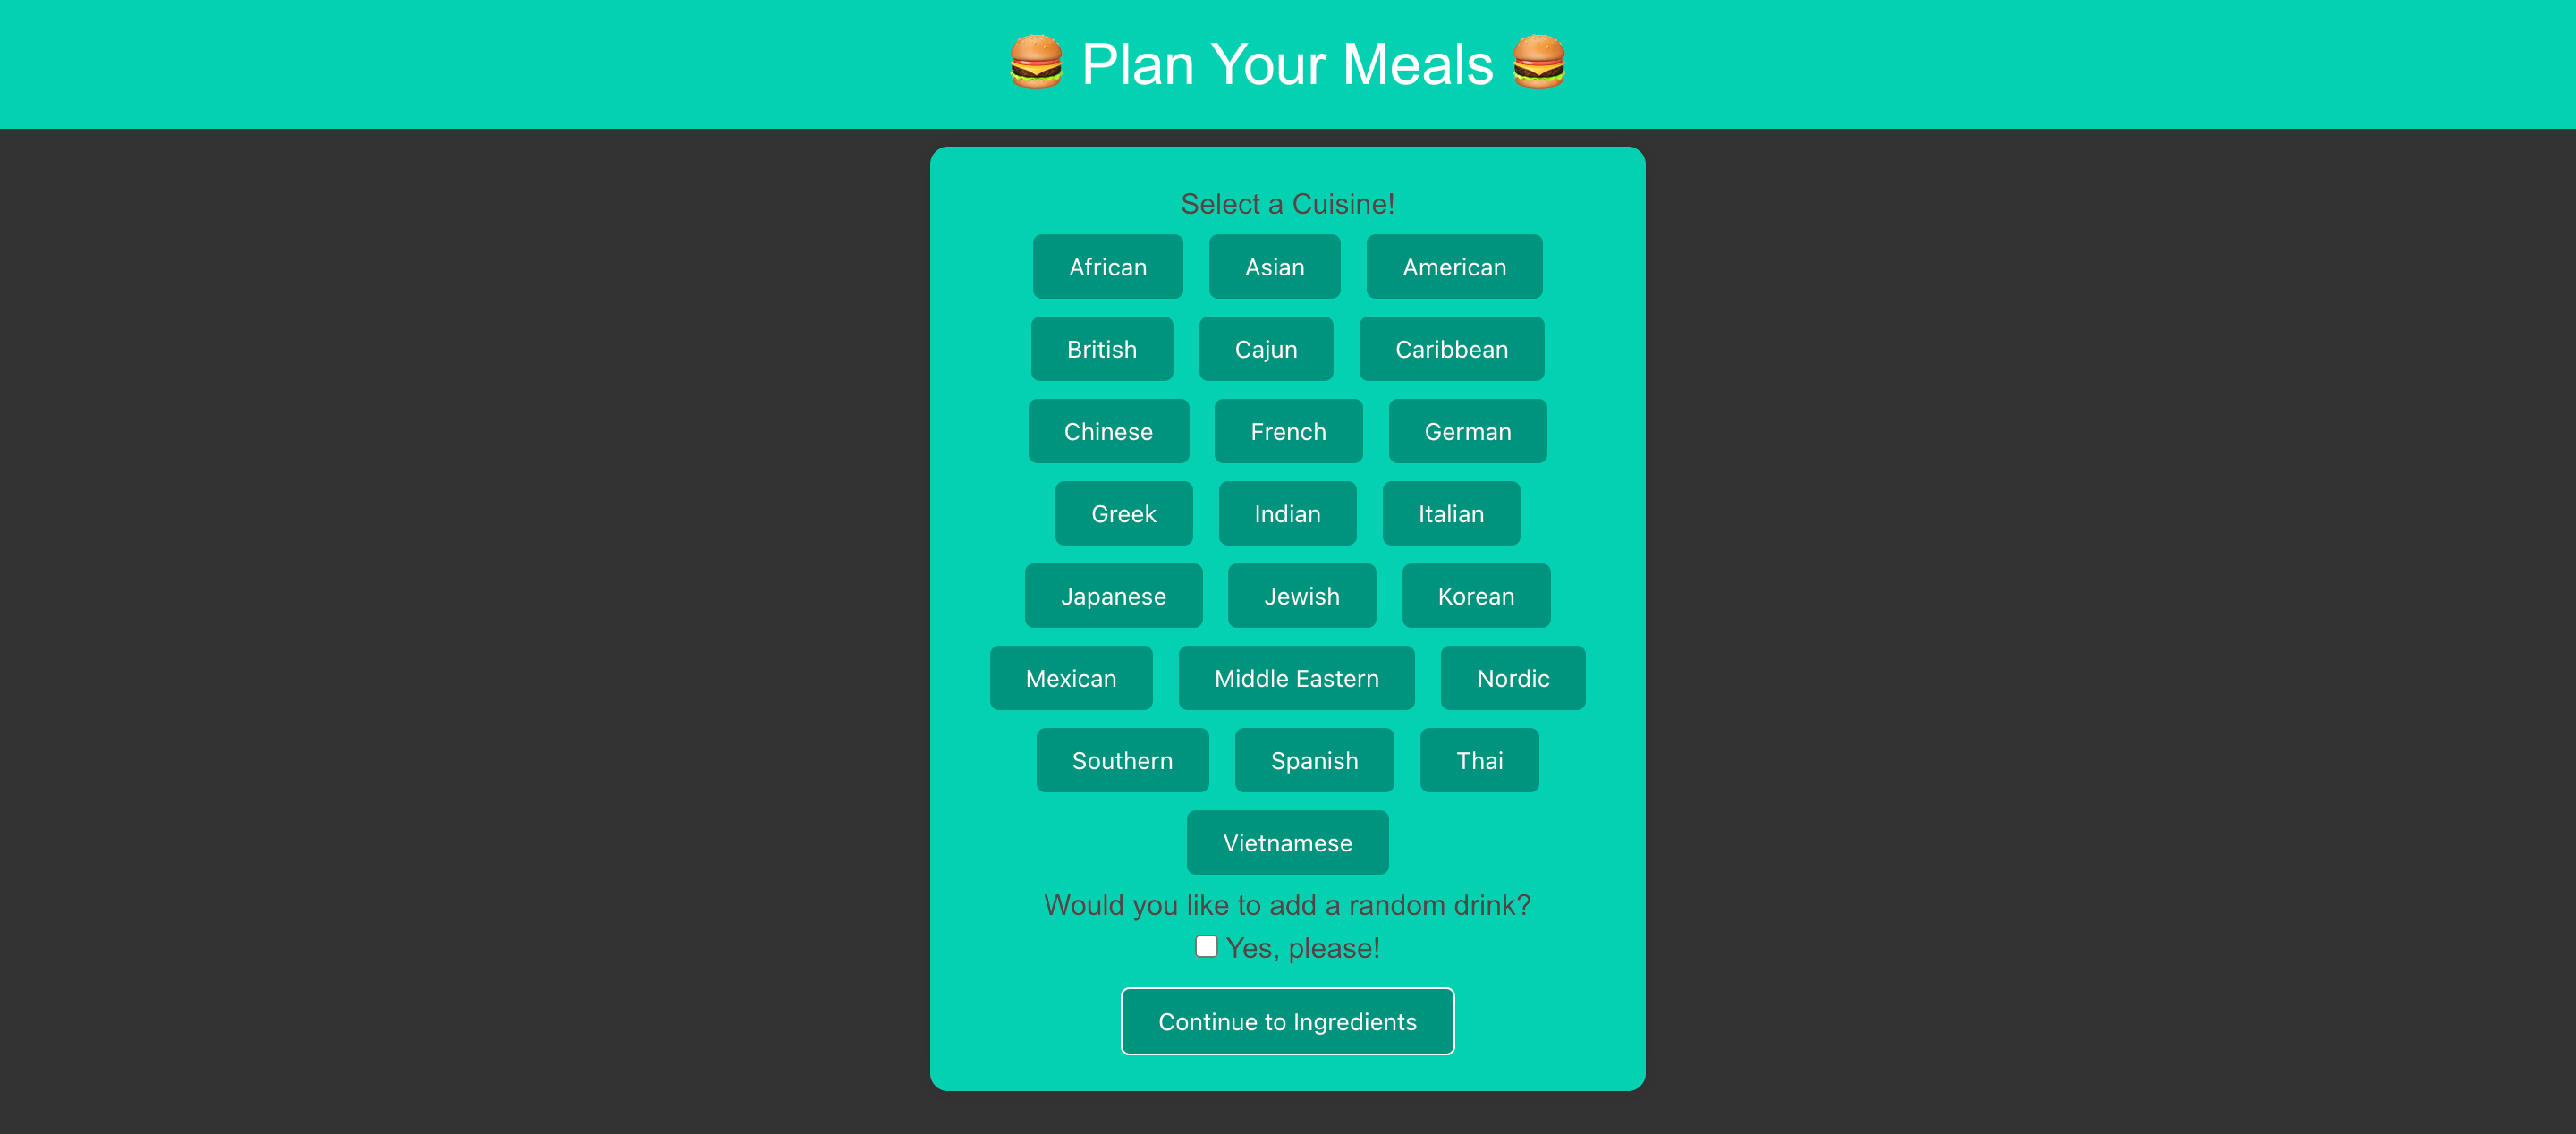 🍔 Plan Your Meals 🍔
Select a Cuisine!
African Asian American
British Cajun Caribbean
Chinese French German
Greek Indian Italian
Japanese Jewish Korean
Mexican Middle Eastern Nordic
Southern Spanish Thai
Vietnamese
Would you like to add a random drink?
Yes, please!
Continue to Ingredients